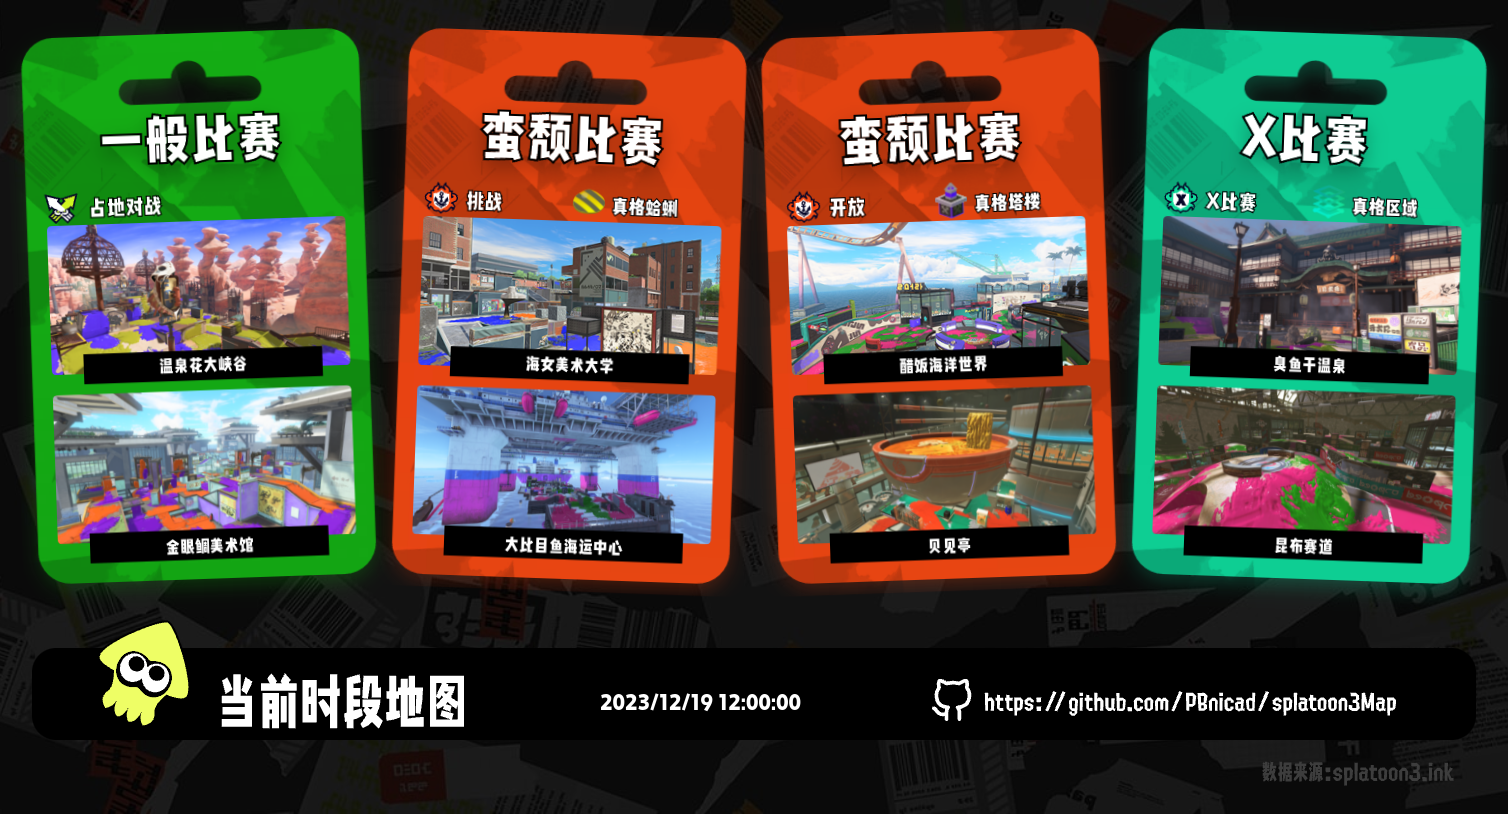 一般比赛
占地对战
温泉花大峡谷
金眼鲷美术馆
蛮颓比赛
挑战
真格蛤蜊
海女美术大学
大比目鱼海运中心
蛮颓比赛
开放
真格塔楼
醋饭海洋世界
贝见亭
X比赛
X比赛
真格区域
臭鱼干温泉
昆布赛道
当前时段地图
2023/12/19 12:00:00
https://github.com/PBnicad/splatoon3Map
数据来源:splatoon3.ink